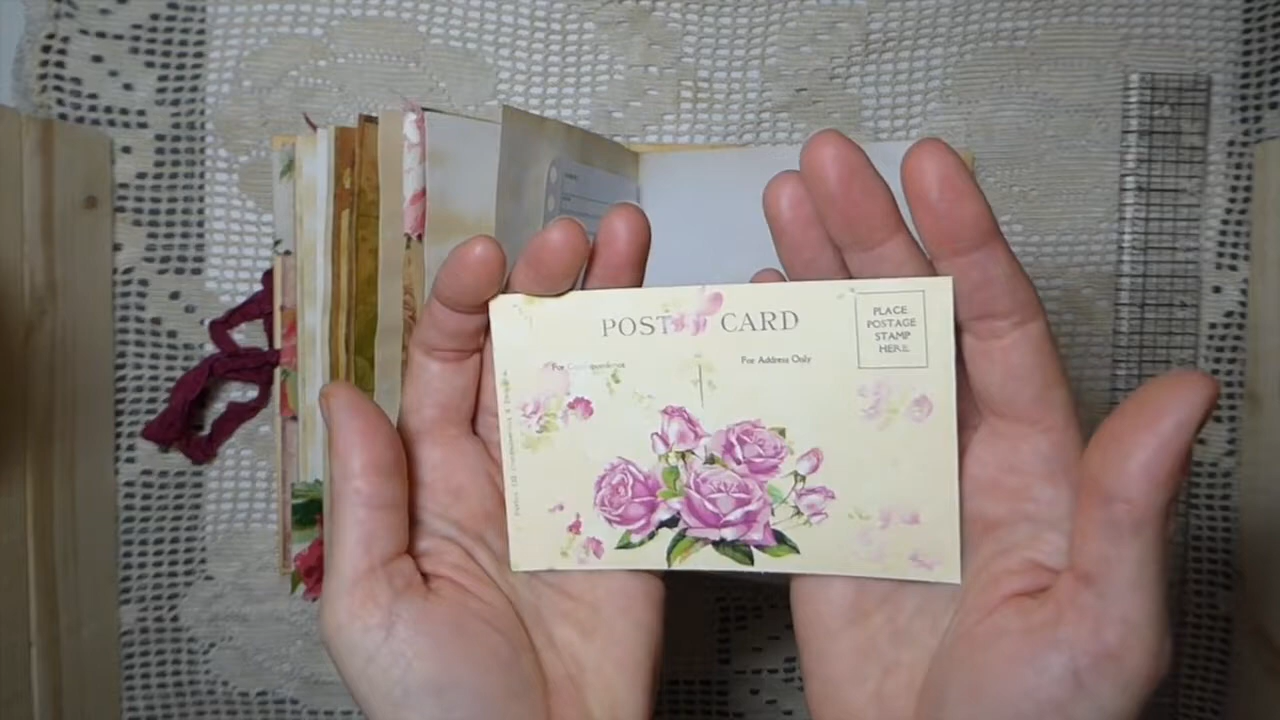 POST CARD
PLACE
POSTAGE
STAMP
HERE
For Correspondence
For Address Only